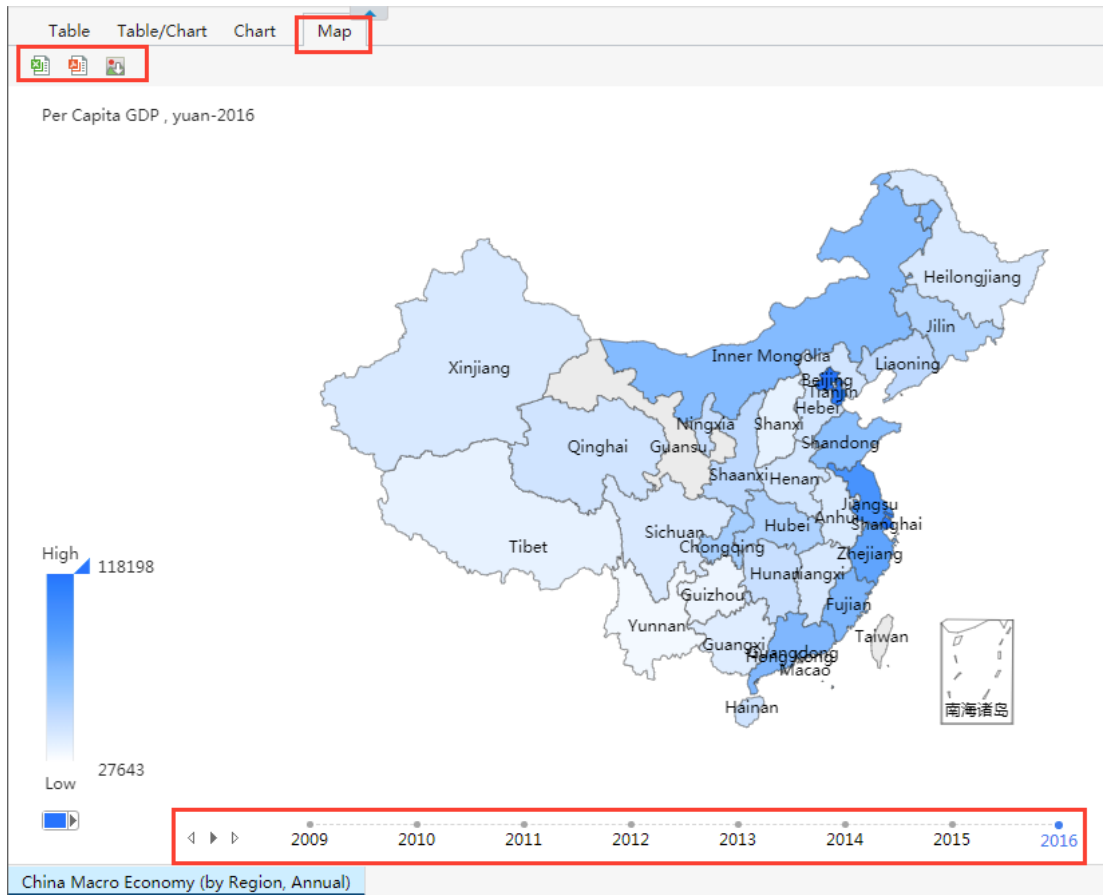 Table Table/Chart Chart Map
Per Capita GDP , yuan-2016
Heilongjiang
Jilin
Inner Mongolia
Liaoning
Xinjiang
Beijing
Tianjin
Hebei
Ningxia
Shanxi
Qinghai
Guansu
Shandong
Shaanxi
Henan
Jiangsu
Anhui
Hubei
Shanghai
Sichuan
Tibet
Chongqing
Zhejiang
High
118198
Hunan
Jiangxi
Guizhou
Fujian
Yunnan
Taiwan
Guangxi
Guangdong
Hong Kong
Macao
Hainan
南海诸岛
27643
Low
2009 2010 2011 2012 2013 2014 2015 2016
China Macro Economy (by Region, Annual)